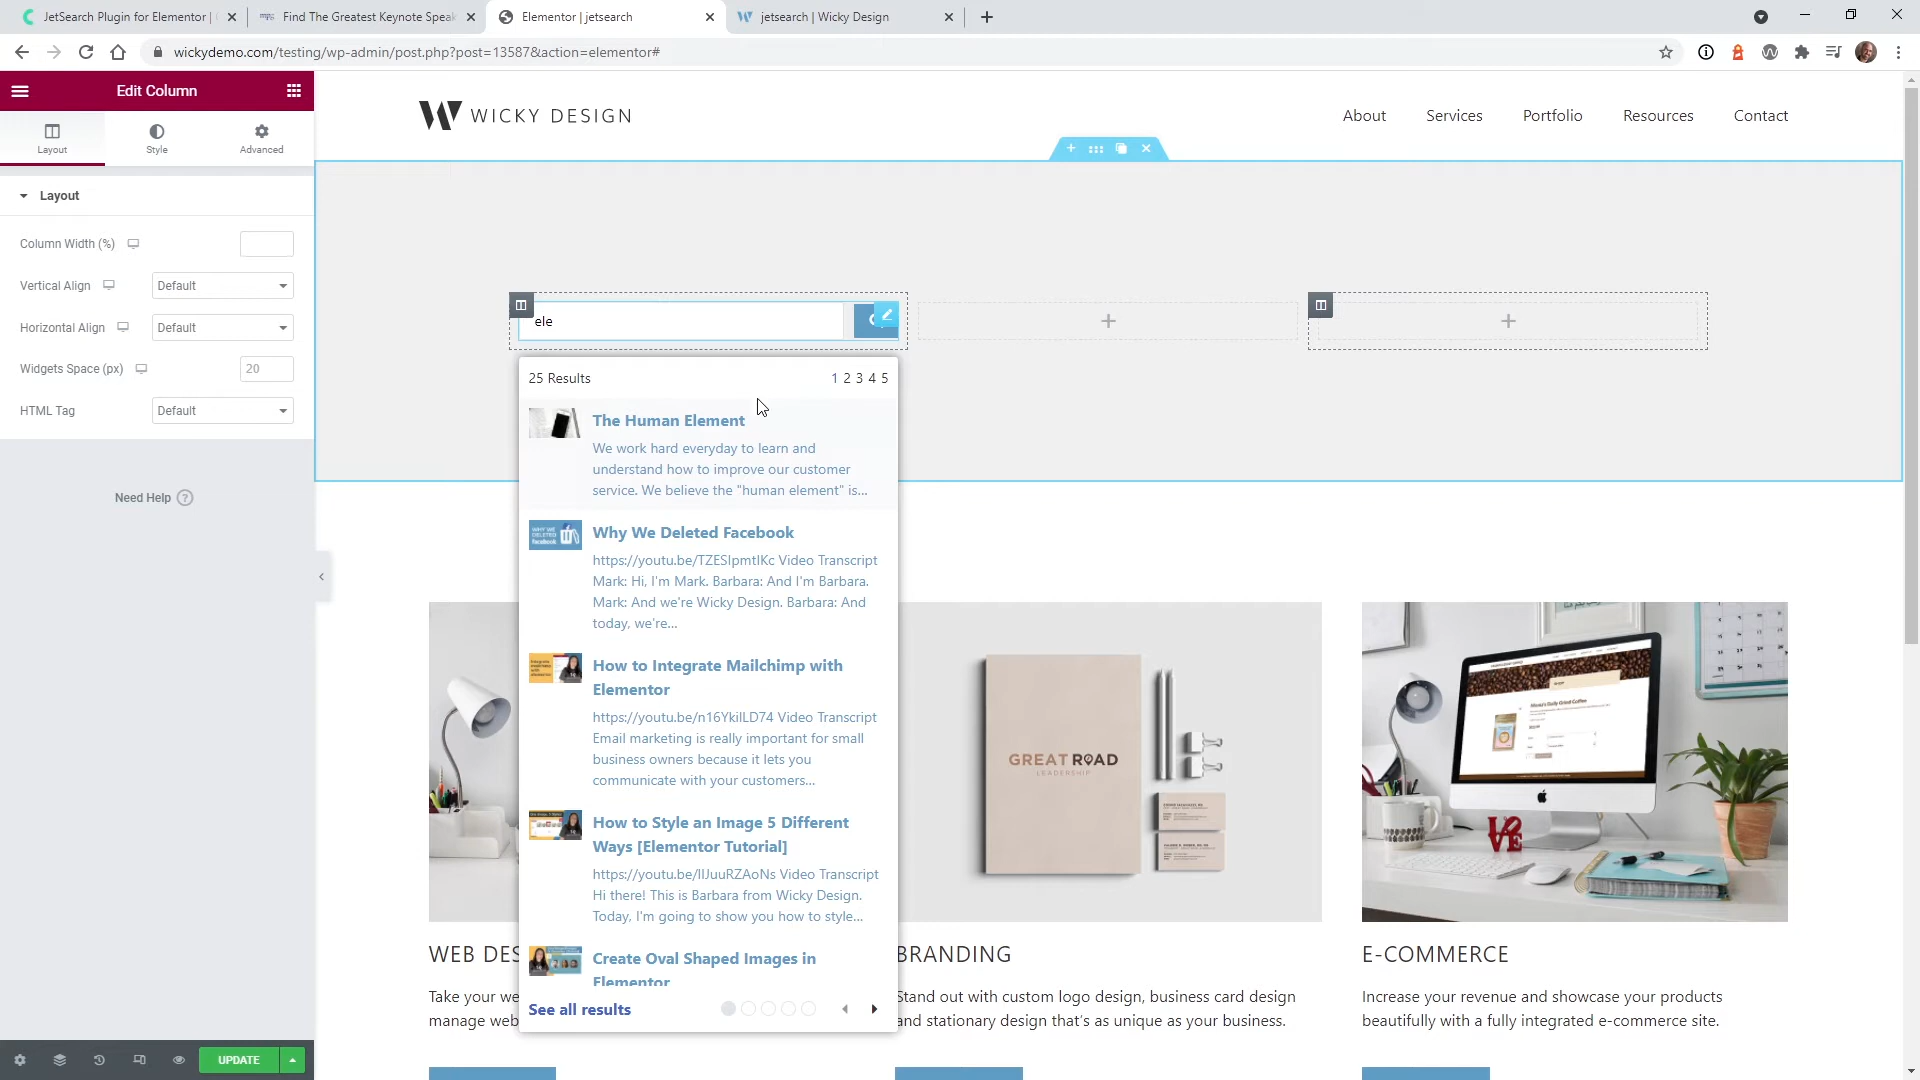 JetSearch Plugin for Elementor |
Find The Greatest Keynote Speak
Elementor | jetsearch
jetsearch | Wicky Design
wickydemo.com/testing/wp-admin/post.php?post=13587&action=elementor#
Edit Column
Layout
Style
Advanced
Layout
Column Width (%)
Vertical Align
Default
Horizontal Align
Default
Widgets Space (px)
20
HTML Tag
Default
Need Help
UPDATE
WICKY DESIGN
About
Services
Portfolio
Resources
Contact
ele
25 Results
1 2 3 4 5
The Human Element
We work hard everyday to learn and
understand how to improve our customer
service. We believe the "human element" is...
Why We Deleted Facebook
https://youtu.be/TZESlpmtlKc Video Transcript
Mark: Hi, I'm Mark. Barbara: And I'm Barbara.
Mark: And we're Wicky Design. Barbara: And
today, we're...
How to Integrate Mailchimp with
Elementor
https://youtu.be/n16YkilLD74 Video Transcript
Email marketing is really important for small
business owners because it lets you
communicate with your customers...
How to Style an Image 5 Different
Ways [Elementor Tutorial]
https://youtu.be/lIJuuRZAoNs Video Transcript
Hi there! This is Barbara from Wicky Design.
Today, I'm going to show you how to style...
Create Oval Shaped Images in
Elementor
See all results
GREAT ROAD
LEADERSHIP
LOVE
WEB DES
Take your we
manage web
BRANDING
Stand out with custom logo design, business card design
and stationary design that's as unique as your business.
E-COMMERCE
Increase your revenue and showcase your products
beautifully with a fully integrated e-commerce site.